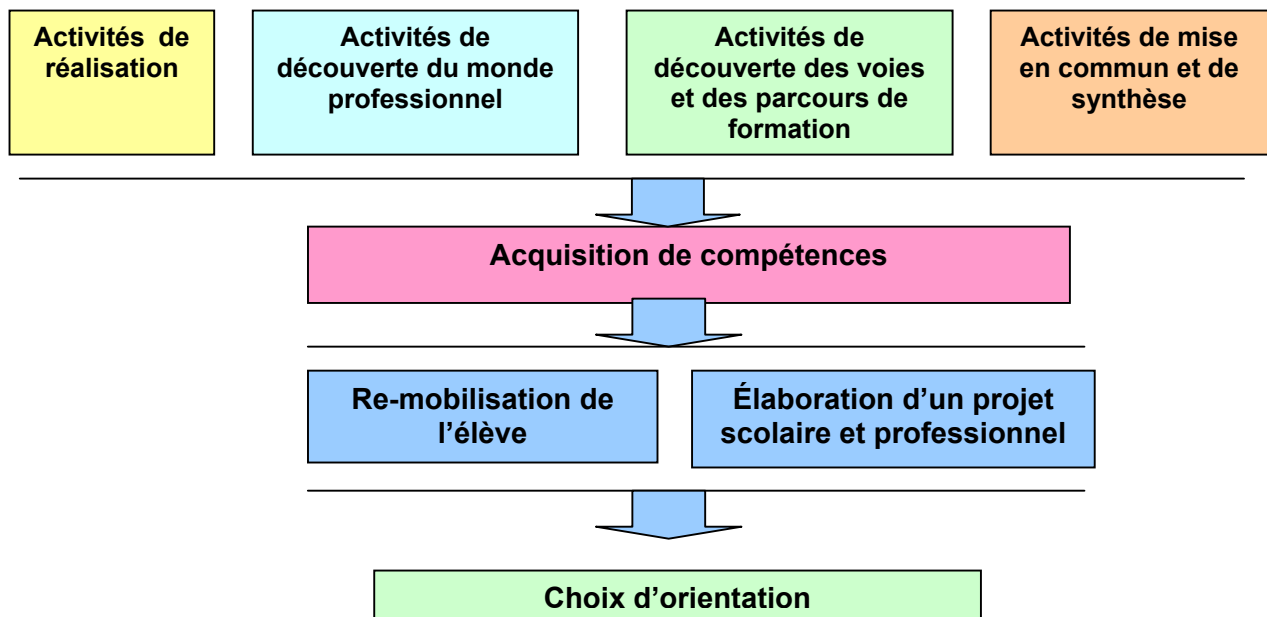 Activités de
réalisation
Activités de
découverte du monde
professionnel
Activités de
découverte des voies
et des parcours de
formation
Activités de mise
en commun et de
synthèse
Acquisition de compétences
Re-mobilisation de
l’élève
Élaboration d’un projet
scolaire et professionnel
Choix d’orientation